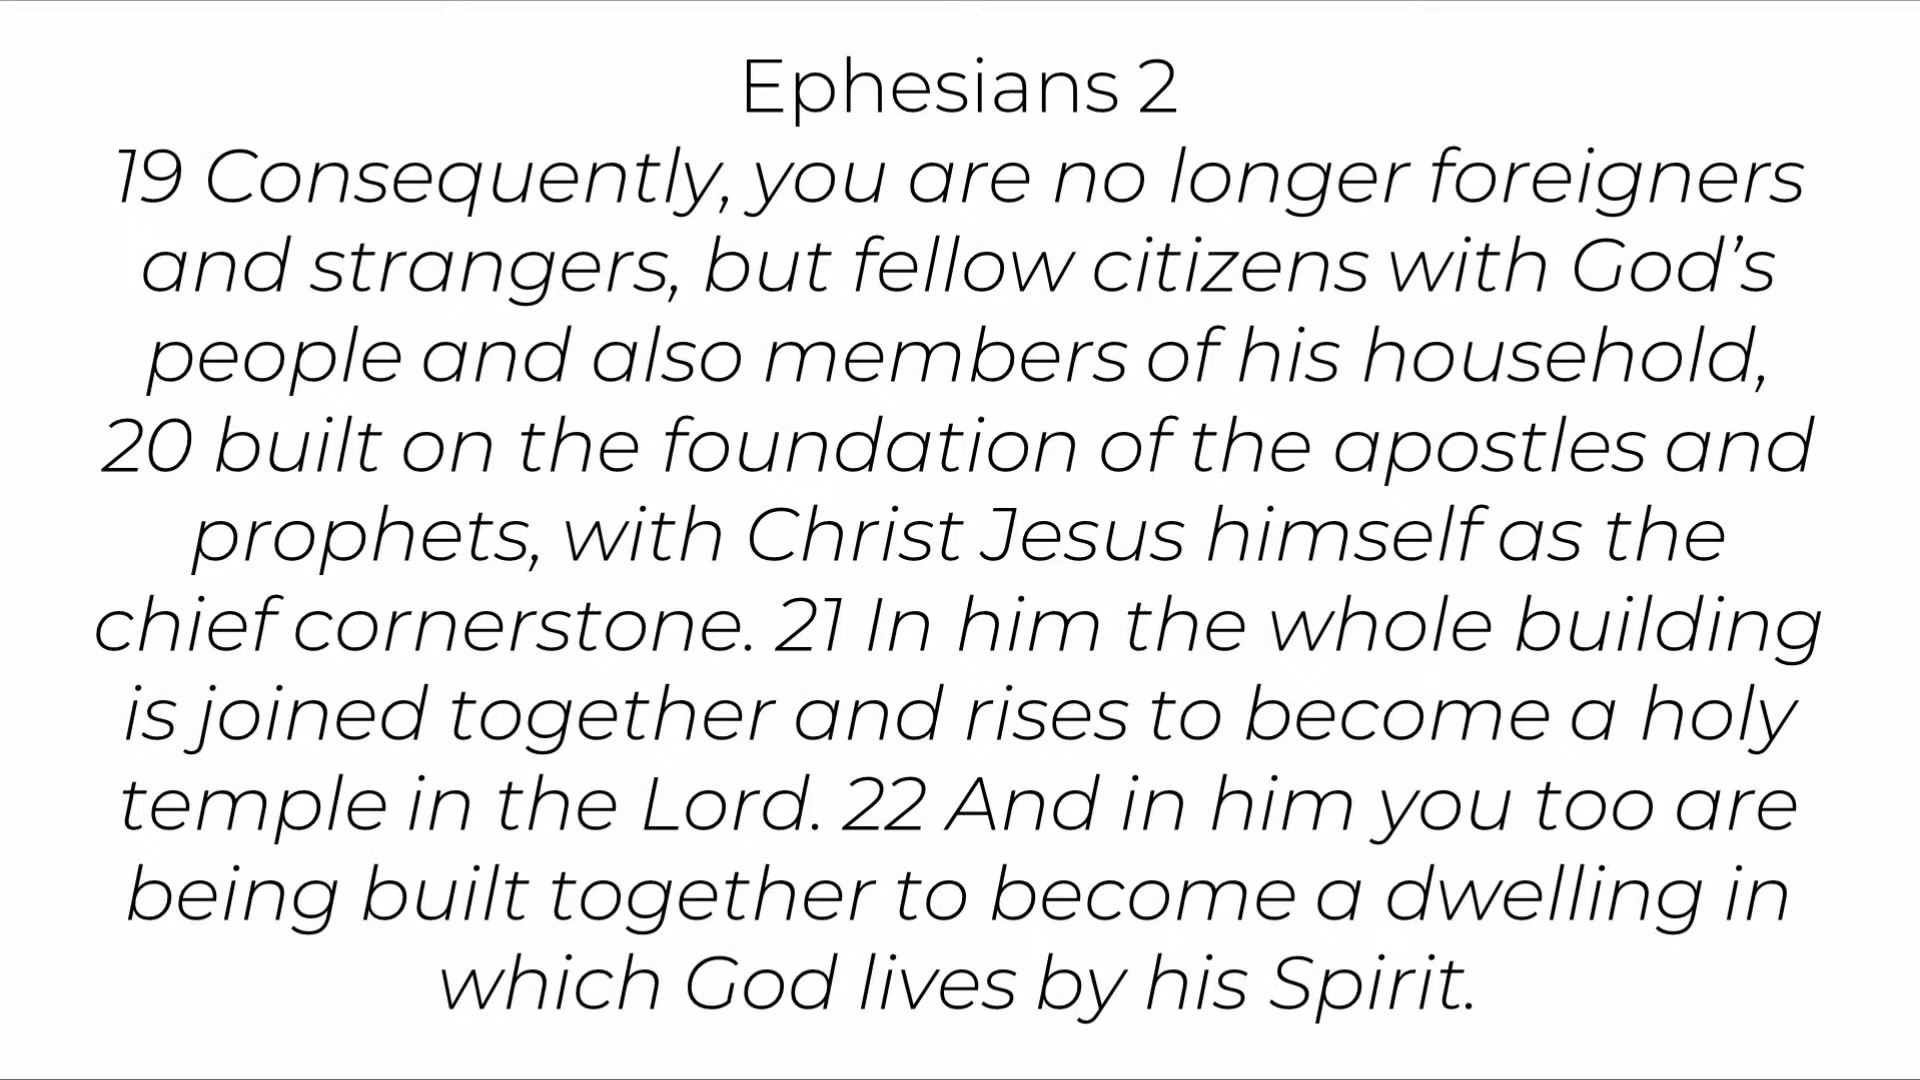 Ephesians 2
19 Consequently, you are no longer foreigners
and strangers, but fellow citizens with God’s
people and also members of his household,
20 built on the foundation of the apostles and
prophets, with Christ Jesus himself as the
chief cornerstone. 21 In him the whole building
is joined together and rises to become a holy
temple in the Lord. 22 And in him you too are
being built together to become a dwelling in
which God lives by his Spirit.